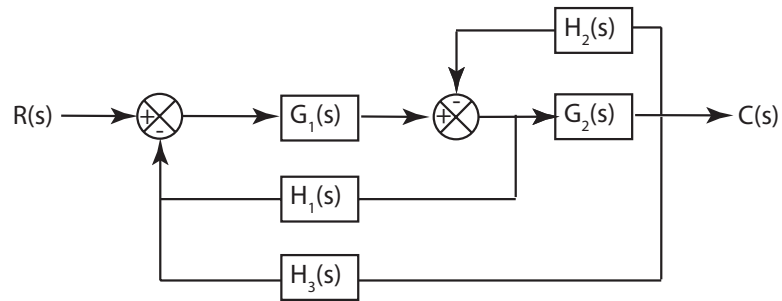 H₂(s)
R(s) + - G₁(s) + - G₂(s) C(s)
H₁(s)
H₃(s)